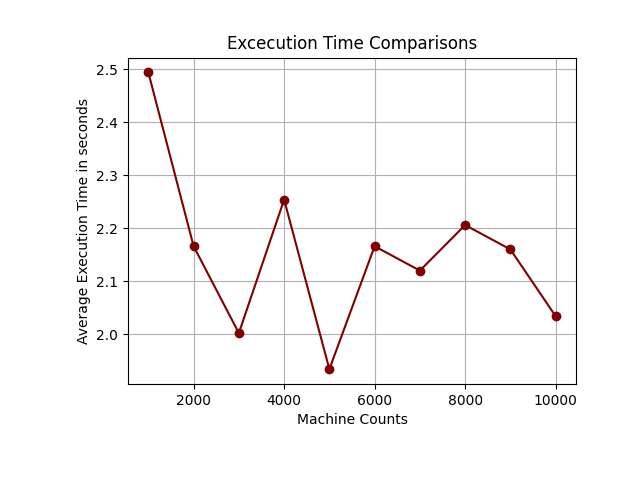 Excecution Time Comparisons
Average Execution Time in seconds
2.5
2.4
2.3
2.2
2.1
2.0
2000 4000 6000 8000 10000
Machine Counts